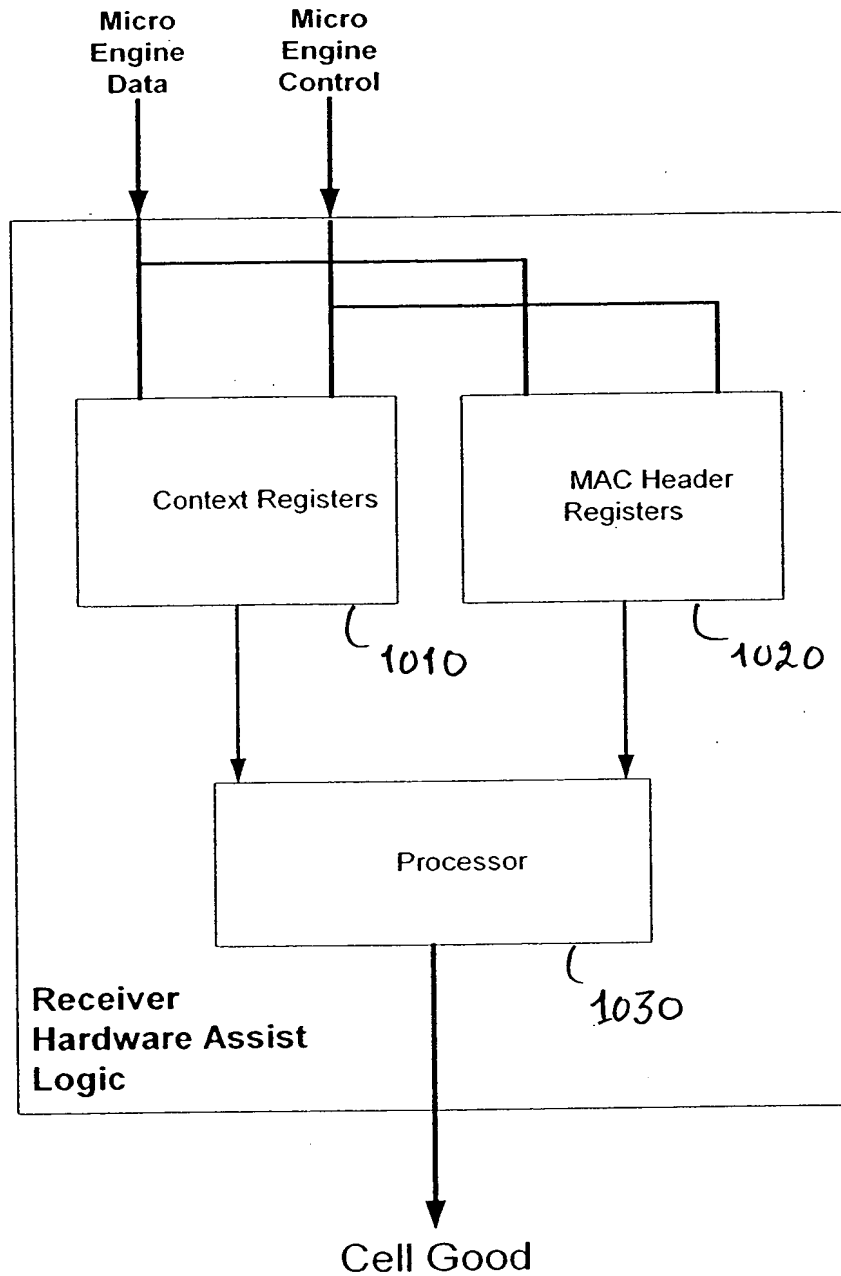 Micro
Engine
Data
Micro
Engine
Control
Context Registers
MAC Header
Registers
1010
1020
Processor
1030
Receiver
Hardware Assist
Logic
Cell Good